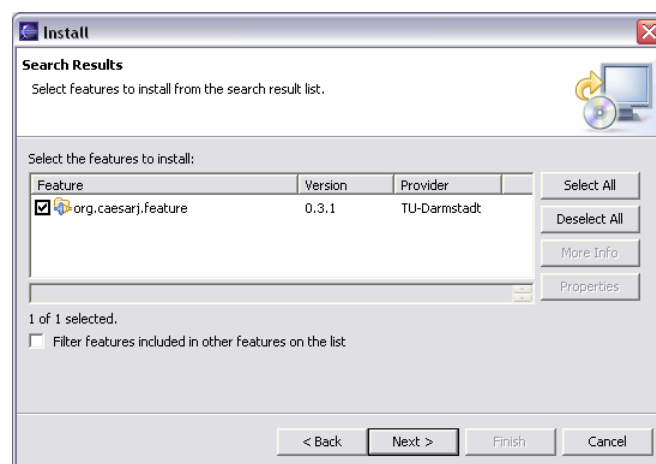 Install
Search Results
Select features to install from the search result list.
Select the features to install:
Feature Version Provider
org.caesarj.feature 0.3.1 TU-Darmstadt
Select All
Deselect All
More Info
Properties
1 of 1 selected.
Filter features included in other features on the list
< Back Next > Finish Cancel